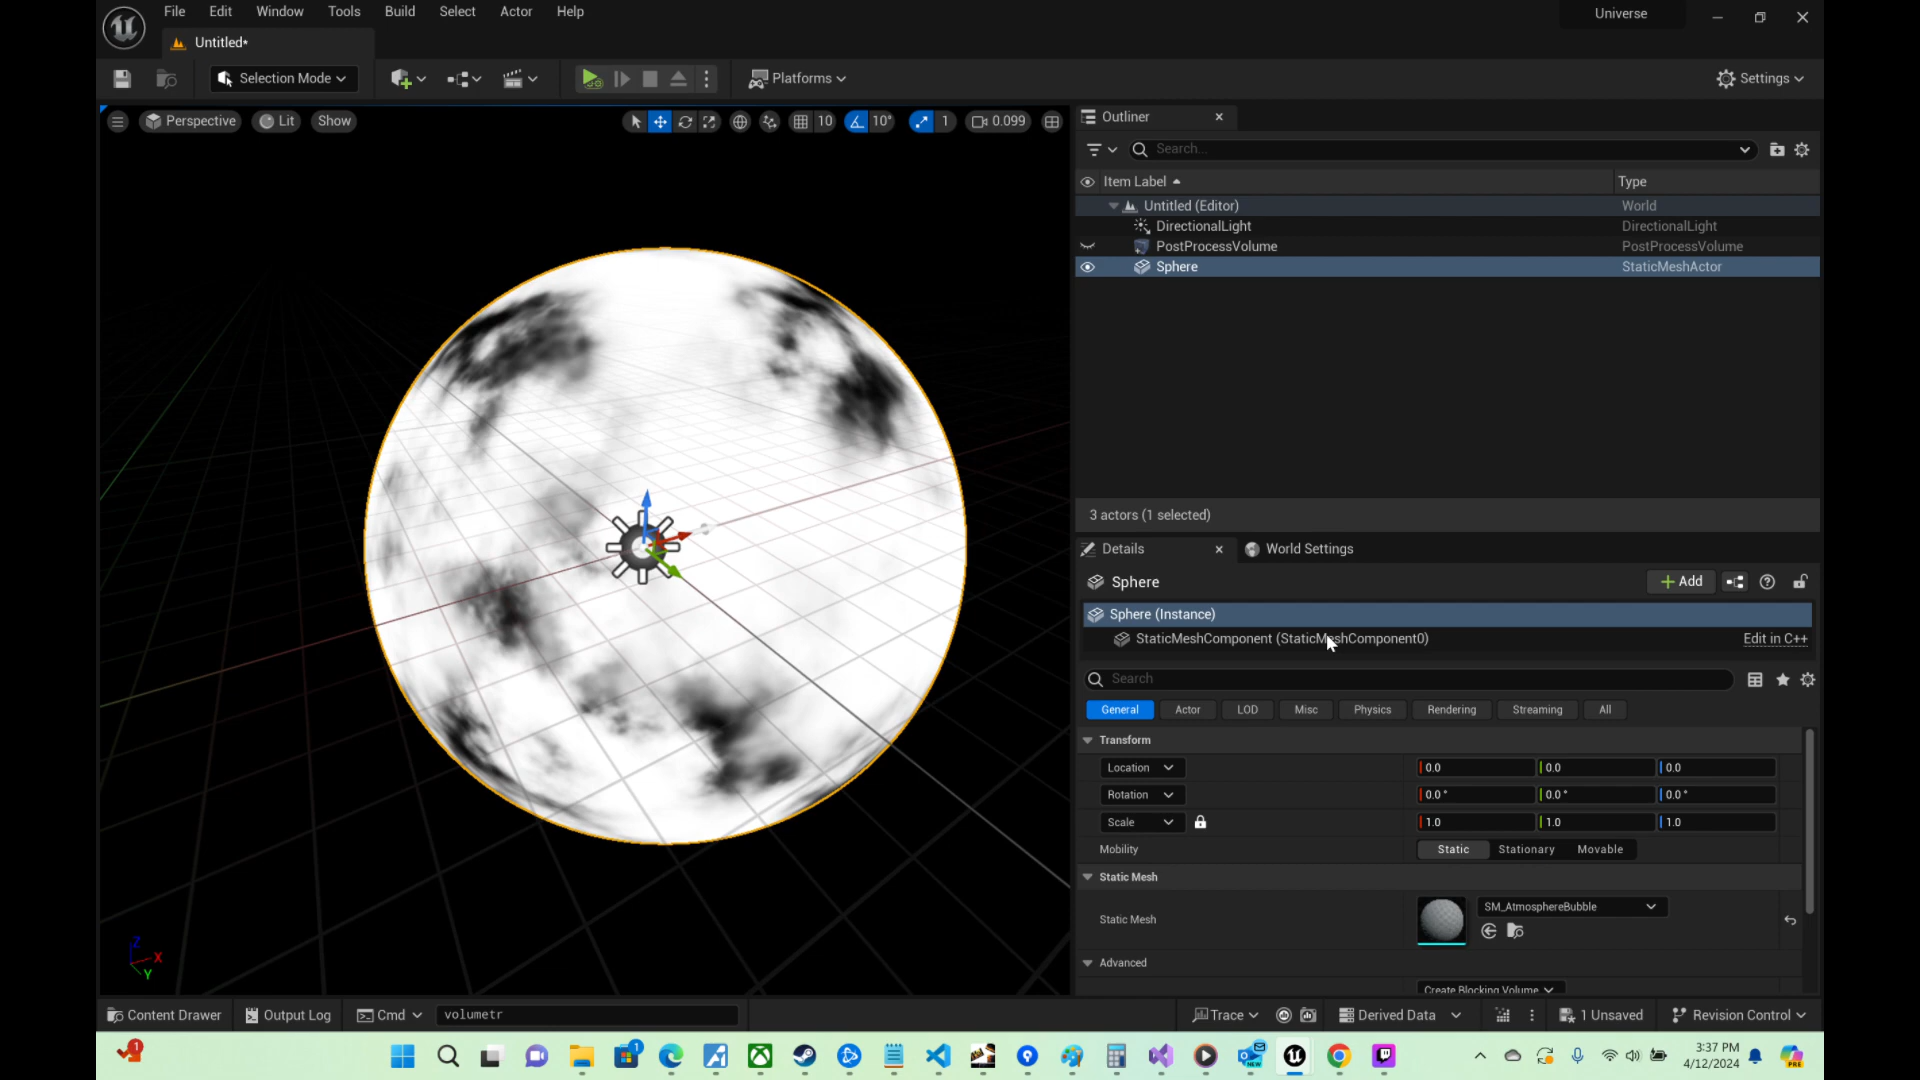 File Edit Window Tools Build Select Actor Help
Universe
Untitled*
Selection Mode
Platforms
Settings
Perspective Lit Show
10 10° 1 0.099
Outliner
Search...
Item Label Type
Untitled (Editor) World
DirectionalLight DirectionalLight
PostProcessVolume PostProcessVolume
Sphere StaticMeshActor
3 actors (1 selected)
Details World Settings
Sphere
Add
Sphere (Instance)
StaticMeshComponent (StaticMeshComponent0) Edit in C++
Search
General Actor LOD Misc Physics Rendering Streaming All
Transform
Location 0.0 0.0 0.0
Rotation 0.0° 0.0° 0.0°
Scale 1.0 1.0 1.0
Mobility Static Stationary Movable
Static Mesh
Static Mesh SM_AtmosphereBubble
Advanced
Create Blocking Volume
Z
X
Y
Content Drawer Output Log Cmd volumetr
Trace Derived Data 1 Unsaved Revision Control
1
1
NEW
PRE
3:37 PM
4/12/2024